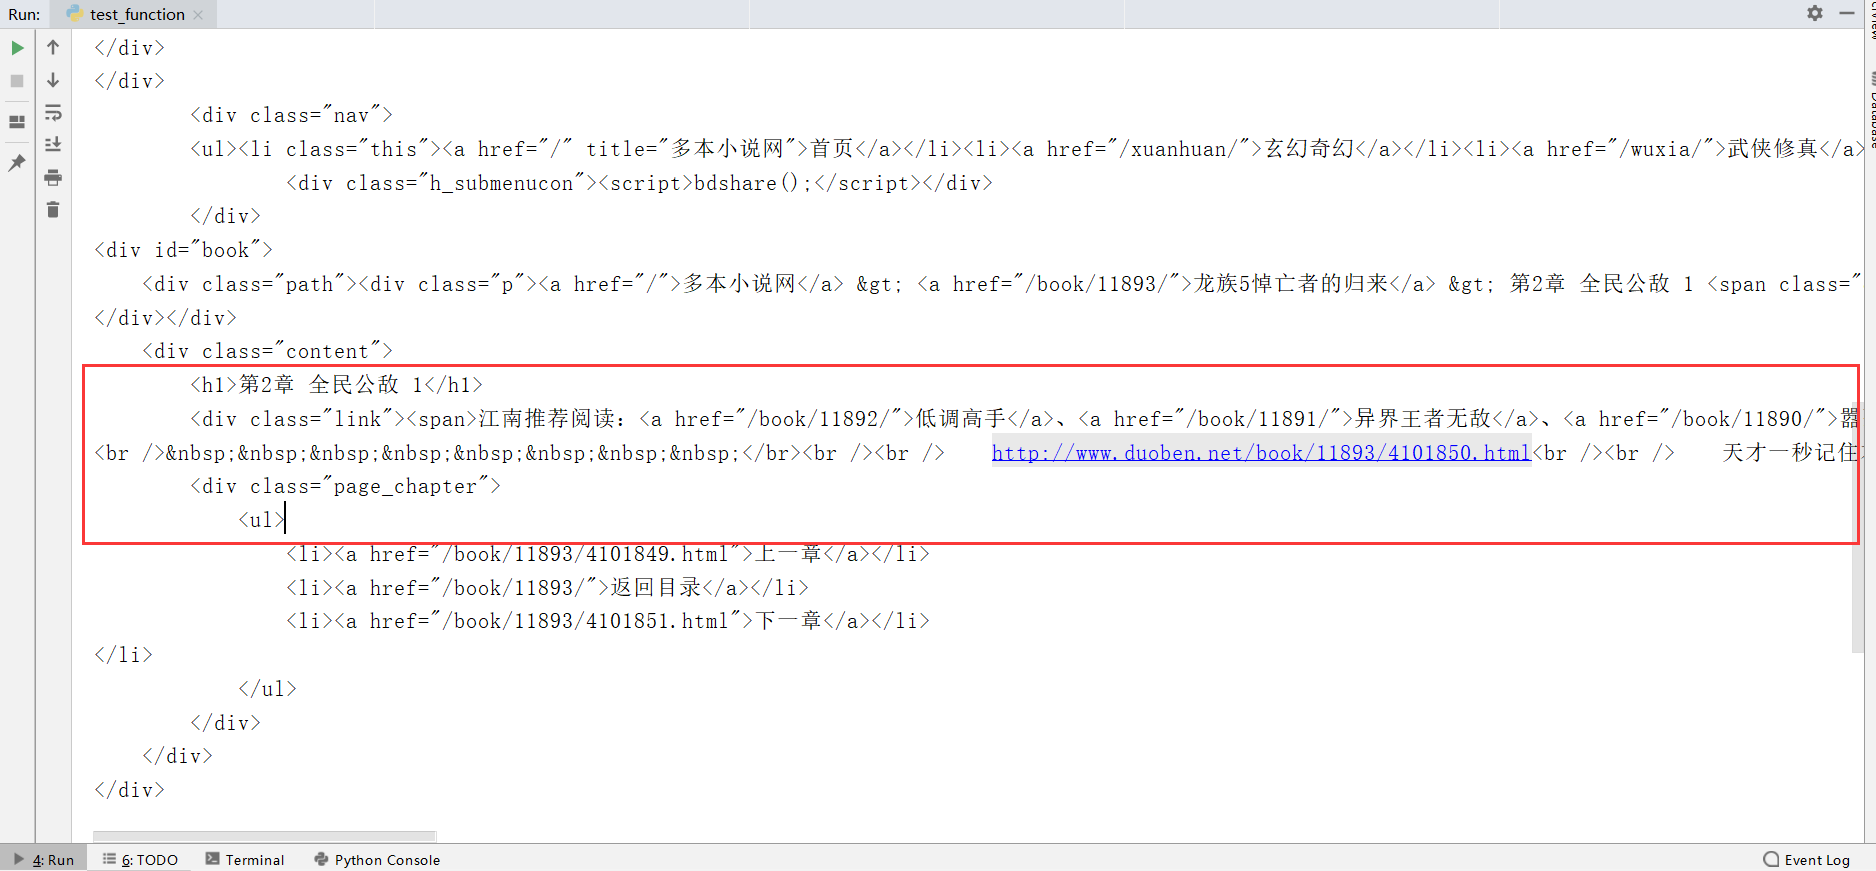 Run: test_function
</div>
</div>
<div class="nav">
<ul><li class="this"><a href="/" title="多本小说网">首页</a></li><li><a href="/xuanhuan/">玄幻奇幻</a></li><li><a href="/wuxia/">武侠修真</a>
<div class="h_submenucon"><script>bdshare();</script></div>
</div>
<div id="book">
<div class="path"><div class="p"><a href="/">多本小说网</a> &gt; <a href="/book/11893/">龙族5悼亡者的归来</a> &gt; 第2章 全民公敌 1 <span class="
</div></div>
<div class="content">
<h1>第2章 全民公敌 1</h1>
<div class="link"><span>江南推荐阅读：<a href="/book/11892/">低调高手</a>、<a href="/book/11891/">异界王者无敌</a>、<a href="/book/11890/">嚣
<br />&nbsp;&nbsp;&nbsp;&nbsp;&nbsp;&nbsp;&nbsp;&nbsp;</br><br /><br /> http://www.duoben.net/book/11893/4101850.html<br /><br /> 天才一秒记住
<div class="page_chapter">
<ul>
<li><a href="/book/11893/4101849.html">上一章</a></li>
<li><a href="/book/11893/">返回目录</a></li>
<li><a href="/book/11893/4101851.html">下一章</a></li>
</li>
</ul>
</div>
</div>
</div>
4: Run 6: TODO Terminal Python Console Event Log
Database